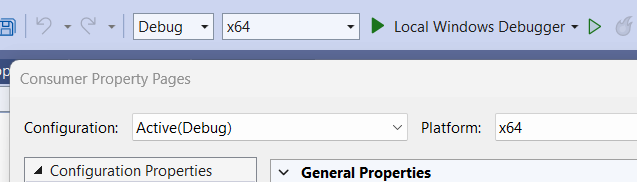 Debug x64 Local Windows Debugger
Consumer Property Pages
Configuration: Active(Debug) Platform: x64
Configuration Properties General Properties